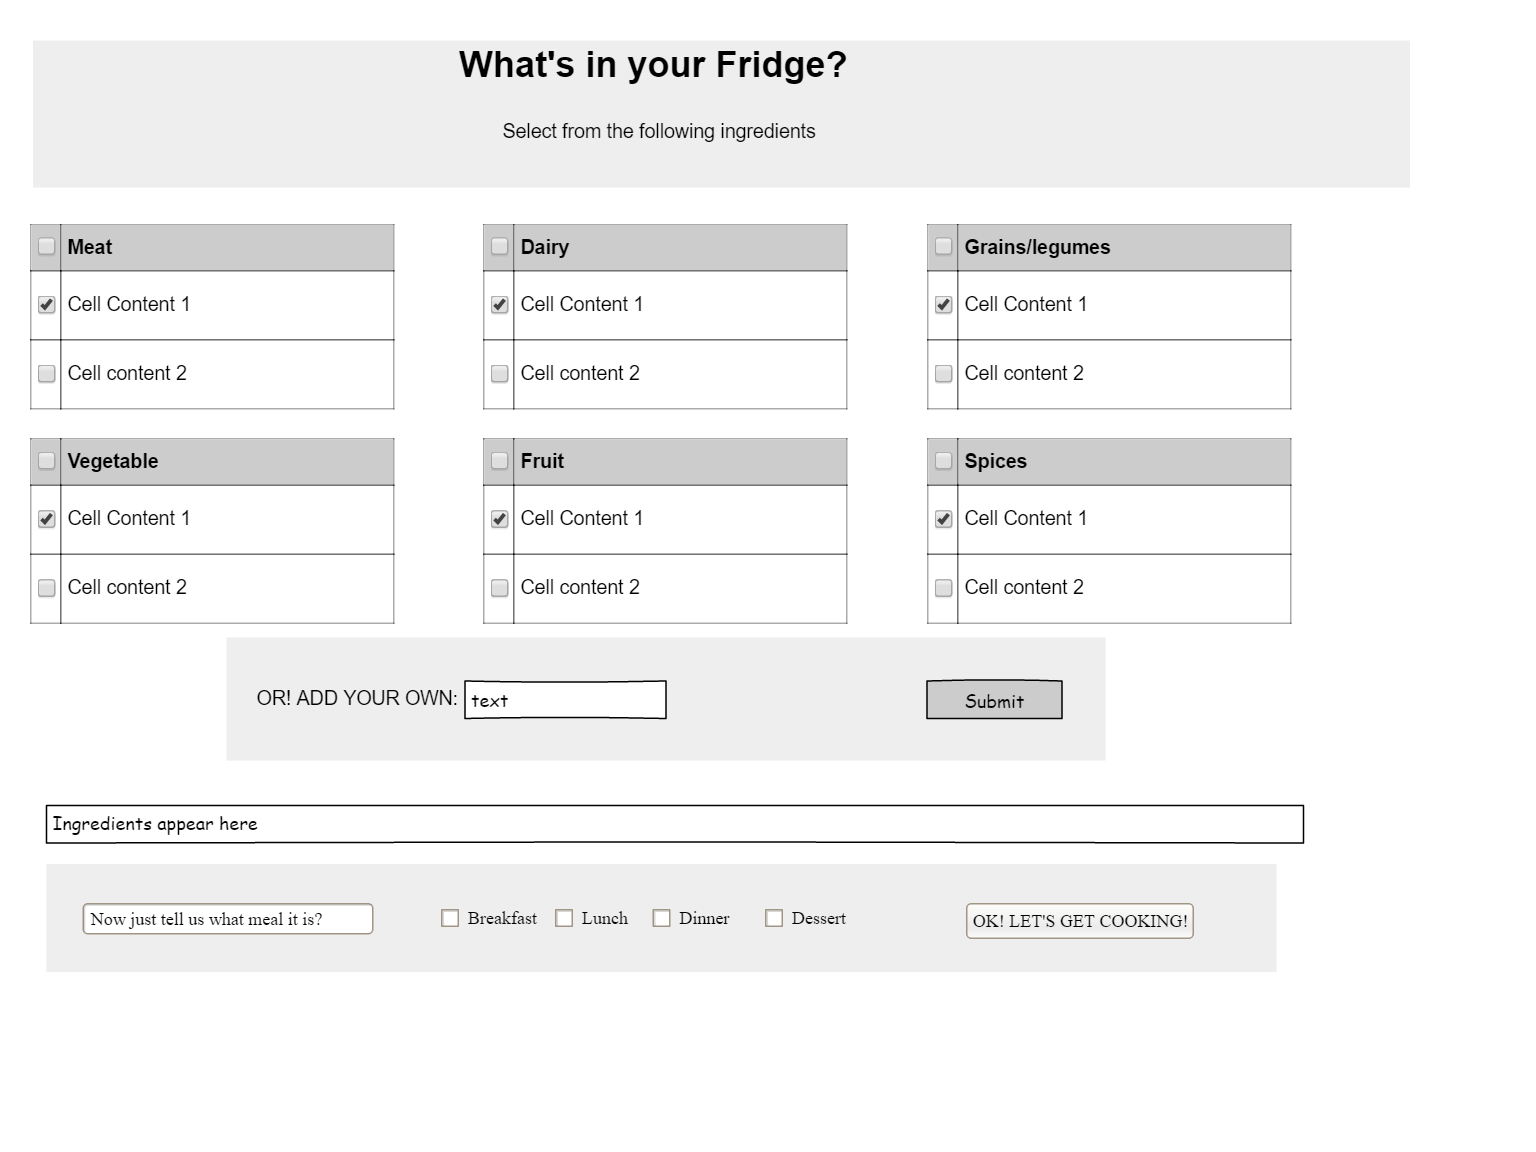 What's in your Fridge?
Select from the following ingredients
Meat
Cell Content 1
Cell content 2
Dairy
Cell Content 1
Cell content 2
Grains/legumes
Cell Content 1
Cell content 2
Vegetable
Cell Content 1
Cell content 2
Fruit
Cell Content 1
Cell content 2
Spices
Cell Content 1
Cell content 2
OR! ADD YOUR OWN: text Submit
Ingredients appear here
Now just tell us what meal it is? Breakfast Lunch Dinner Dessert OK! LET'S GET COOKING!